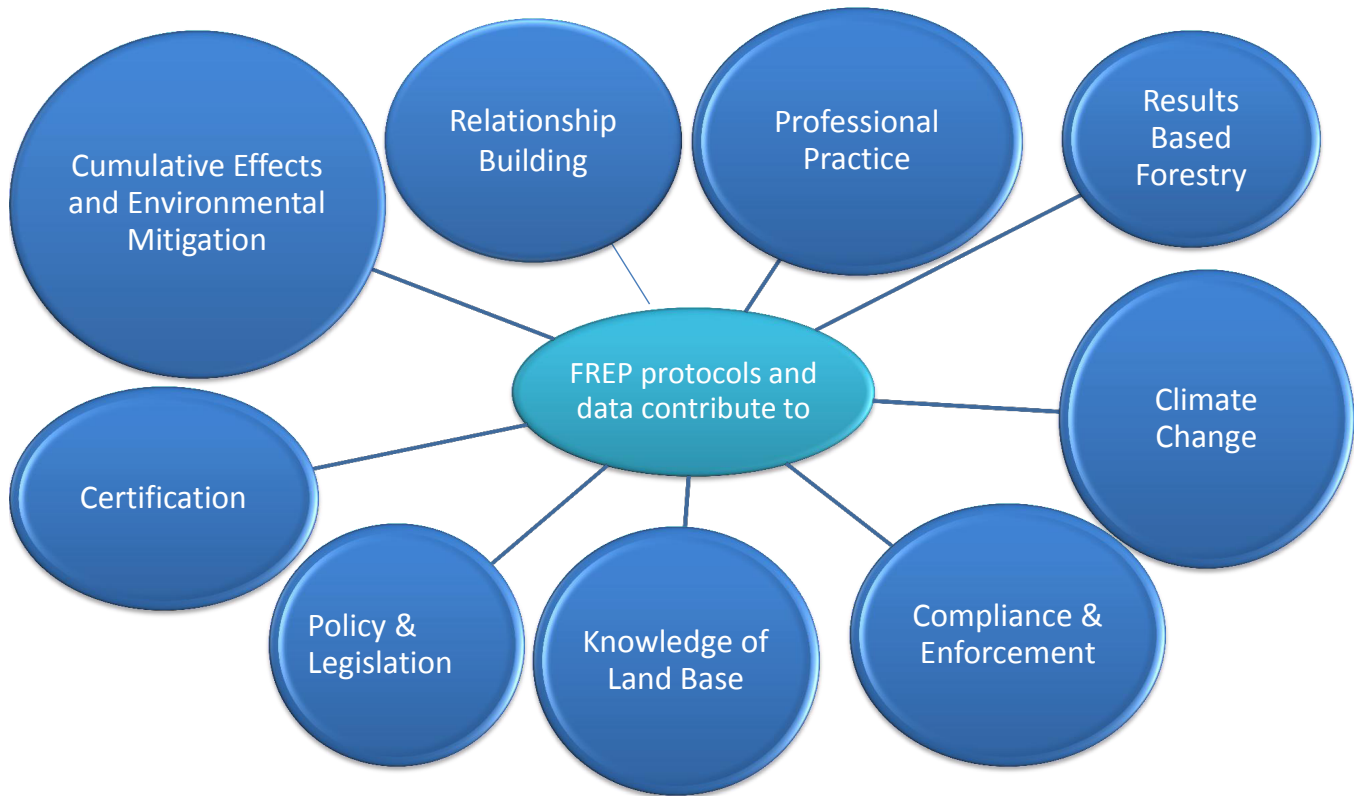 Cumulative Effects
and Environmental
Mitigation
Relationship
Building
Professional
Practice
Results
Based
Forestry
FREP protocols and
data contribute to
Climate
Change
Certification
Policy &
Legislation
Knowledge of
Land Base
Compliance &
Enforcement